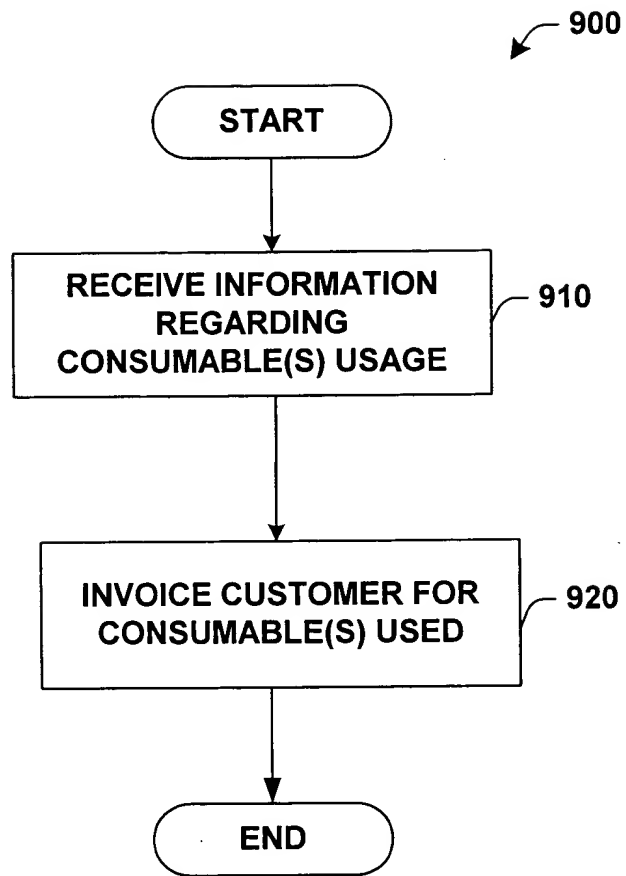 900
START
RECEIVE INFORMATION
REGARDING
CONSUMABLE(S) USAGE
910
INVOICE CUSTOMER FOR
CONSUMABLE(S) USED
920
END